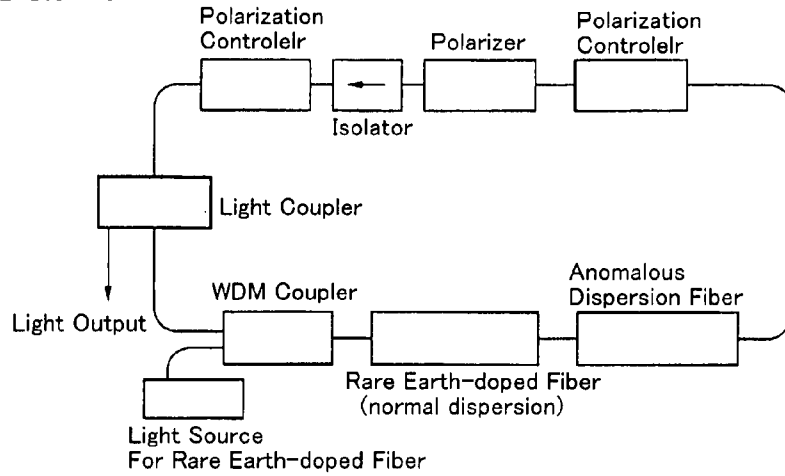 Polarization
Controlelr
Polarizer
Polarization
Controlelr
Isolator
Light Coupler
Light Output
WDM Coupler
Anomalous
Dispersion Fiber
Rare Earth-doped Fiber
(normal dispersion)
Light Source
For Rare Earth-doped Fiber